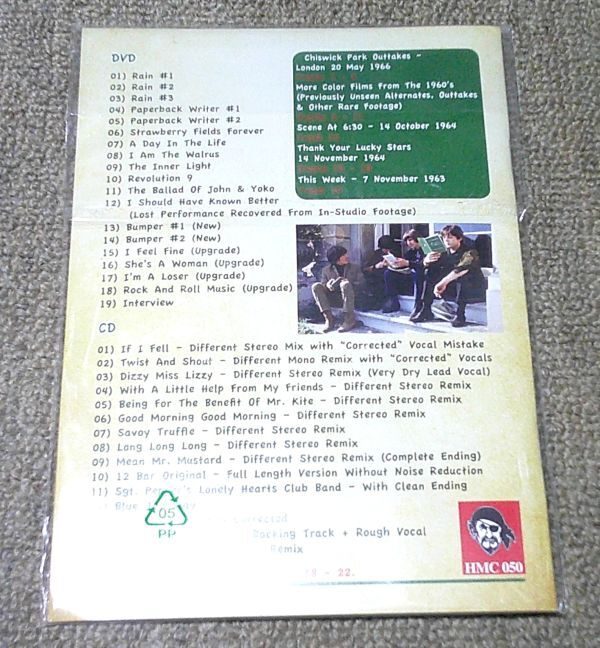 DVD
01) Rain #1
02) Rain #2
03) Rain #3
04) Paperback Writer #1
05) Paperback Writer #2
06) Strawberry Fields Forever
07) A Day In The Life
08) I Am The Walrus
09) The Inner Light
10) Revolution 9
11) The Ballad Of John & Yoko
12) I Should Have Known Better
(Lost Performance Recovered From In-Studio Footage)
13) Bumper #1 (New)
14) Bumper #2 (New)
15) I Feel Fine (Upgrade)
16) She's A Woman (Upgrade)
17) I'm A Loser (Upgrade)
18) Rock And Roll Music (Upgrade)
19) Interview
Chiswick Park Outtakes -
London 20 May 1966
More Color Films from The 1960's
(Previously Unseen Alternates, Outtakes
& Other Rare Footage)
Scene At 6:30 - 14 October 1964
Thank Your Lucky Stars
14 November 1964
This Week - 7 November 1963
CD
01) If I Fell - Different Stereo Mix with "Corrected" Vocal Mistake
02) Twist And Shout - Different Mono Remix with "Corrected" Vocals
03) Dizzy Miss Lizzy - Different Stereo Remix (Very Dry Lead Vocal)
04) With A Little Help From My Friends - Different Stereo Remix
05) Being For The Benefit Of Mr. Kite - Different Stereo Remix
06) Good Morning Good Morning - Different Stereo Remix
07) Savoy Truffle - Different Stereo Remix
08) Long Long Long - Different Stereo Remix
09) Mean Mr. Mustard - Different Stereo Remix (Complete Ending)
10) 12 Bar Original - Full Length Version Without Noise Reduction
11) Sgt. Lonely Hearts Club Band - With Clean Ending
Blue
Corrected
Backing Track + Rough Vocal
Remix
- 22.
05
PP
HMC 050